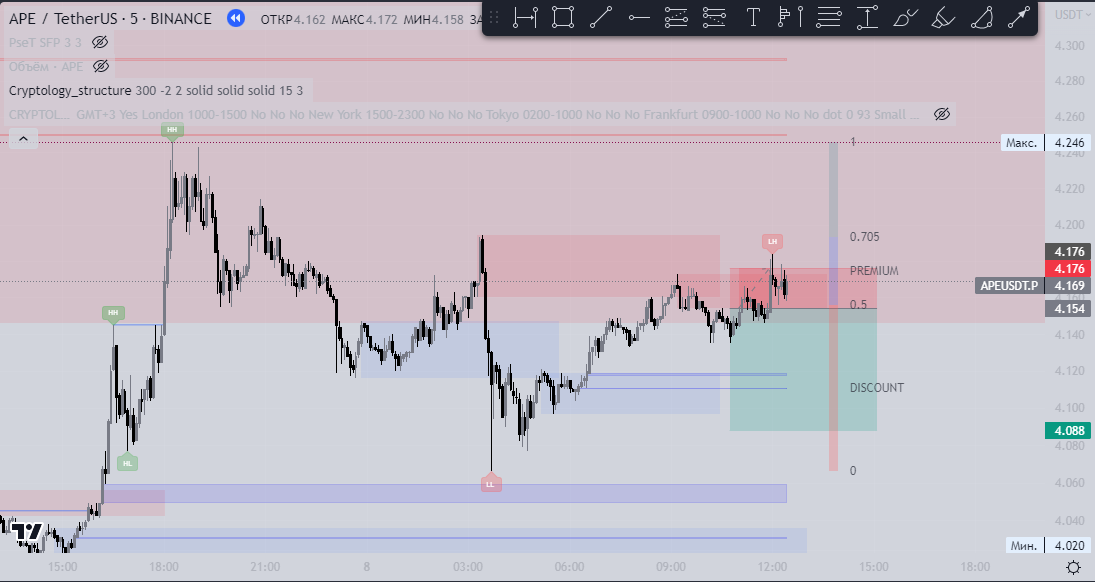 APE / TetherUS · 5 · BINANCE ОТКР4.162 МАКС4.172 МИН4.158 ЗА
USDT
PseT SFP 3 3
Объём · APE
Cryptology_structure 300 -2 2 solid solid solid 15 3
CRYPTOL... GMT+3 Yes London 1000-1500 No No No New York 1500-2300 No No No Tokyo 0200-1000 No No No Frankfurt 0900-1000 No No No dot 0 93 Small ...
4.300
4.280
4.260
HH
1
Макс. 4.246
4.240
4.220
4.200
0.705
LH
4.176
PREMIUM
4.176
APEUSDT.P 4.169
0.5
4.154
HH
4.140
4.120
DISCOUNT
4.100
4.088
4.080
HL
0
LL
4.060
4.040
Мин. 4.020
15:00 18:00 21:00 8 03:00 06:00 09:00 12:00 15:00 18:00